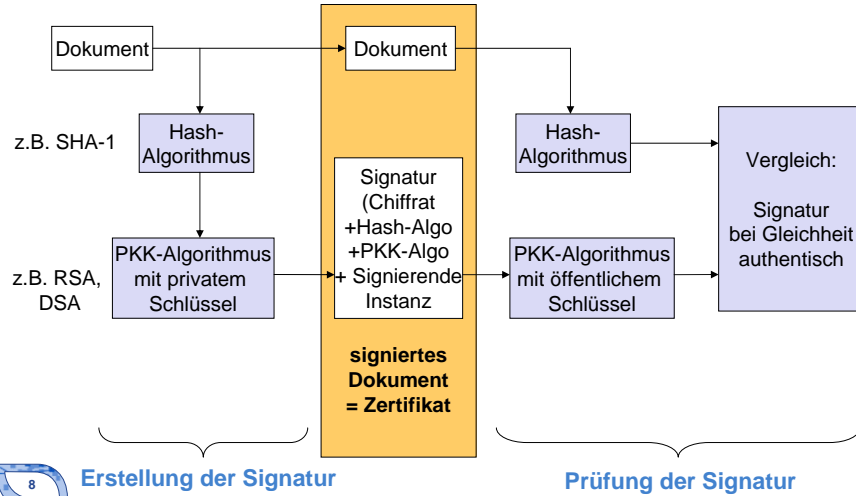 Dokument
Dokument
z.B. SHA-1
Hash-
Algorithmus
Hash-
Algorithmus
Vergleich:
Signatur
bei Gleichheit
authentisch
z.B. RSA,
DSA
PKK-Algorithmus
mit privatem
Schlüssel
Signatur
(Chiffrat
+Hash-Algo
+PKK-Algo
+ Signierende
Instanz
PKK-Algorithmus
mit öffentlichem
Schlüssel
signiertes
Dokument
= Zertifikat
8
Erstellung der Signatur
Prüfung der Signatur